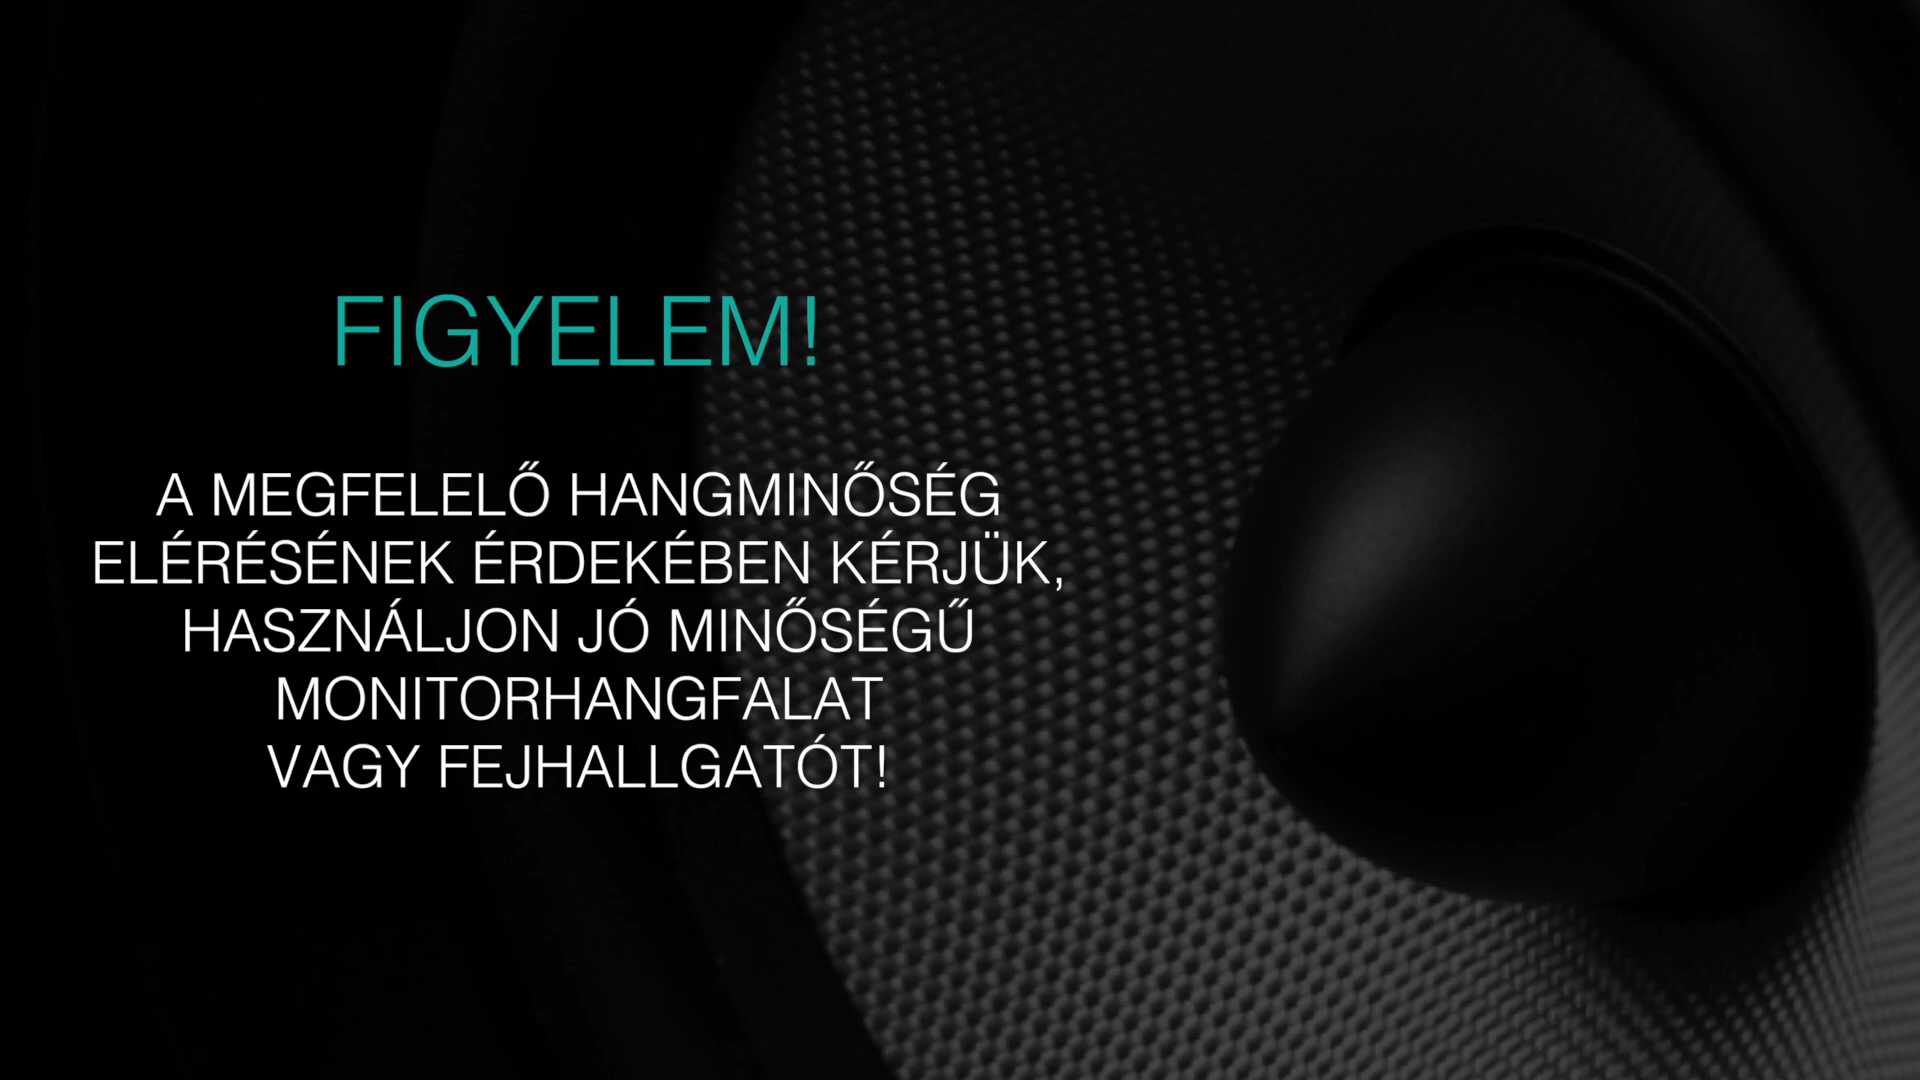 FIGYELEM!
A MEGFELELŐ HANGMINŐSÉG
ELÉRÉSÉNEK ÉRDEKÉBEN KÉRJÜK,
HASZNÁLJON JÓ MINŐSÉGŰ
MONITORHANGFALAT
VAGY FEJHALLGATÓT!